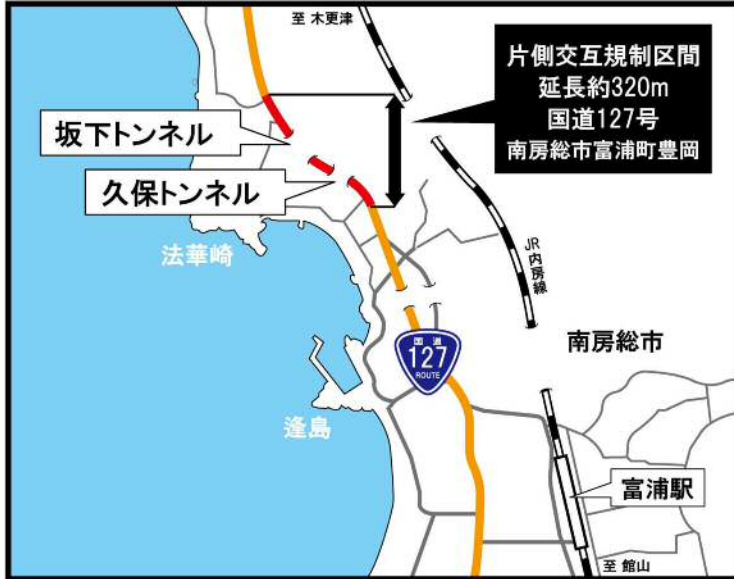 至 木更津
片側交互規制区間
延長約320m
国道127号
南房総市富浦町豊岡
坂下トンネル
久保トンネル
法華崎
JR内房線
国道
127
ROUTE
南房総市
逢島
富浦駅
至 館山